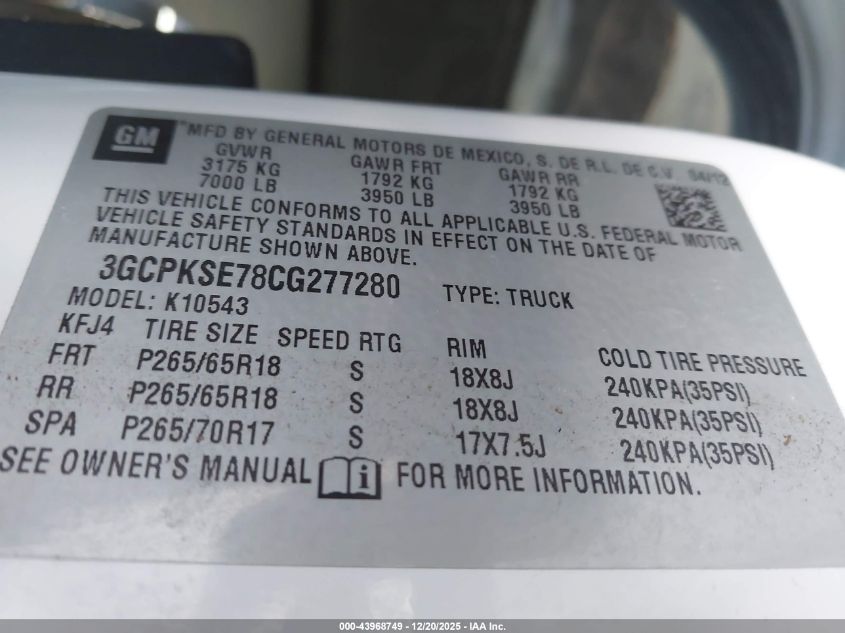 GM
MFD BY GENERAL MOTORS DE MEXICO, S. DE R.L. DE C.V 04/12
GVWR GAWR FRT GAWR RR
3175 KG 1792 KG 1792 KG
7000 LB 3950 LB 3950 LB
THIS VEHICLE CONFORMS TO ALL APPLICABLE U.S. FEDERAL MOTOR
VEHICLE SAFETY STANDARDS IN EFFECT ON THE DATE OF
MANUFACTURE SHOWN ABOVE.
3GCPKSE78CG277280 TYPE: TRUCK
MODEL: K10543
KFJ4 TIRE SIZE SPEED RTG RIM COLD TIRE PRESSURE
FRT P265/65R18 S 18X8J 240KPA(35PSI)
RR P265/65R18 S 18X8J 240KPA(35PSI)
SPA P265/70R17 S 17X7.5J 240KPA(35PSI)
SEE OWNER'S MANUAL i FOR MORE INFORMATION.
000-43968749 - 12/20/2025 - IAA Inc.